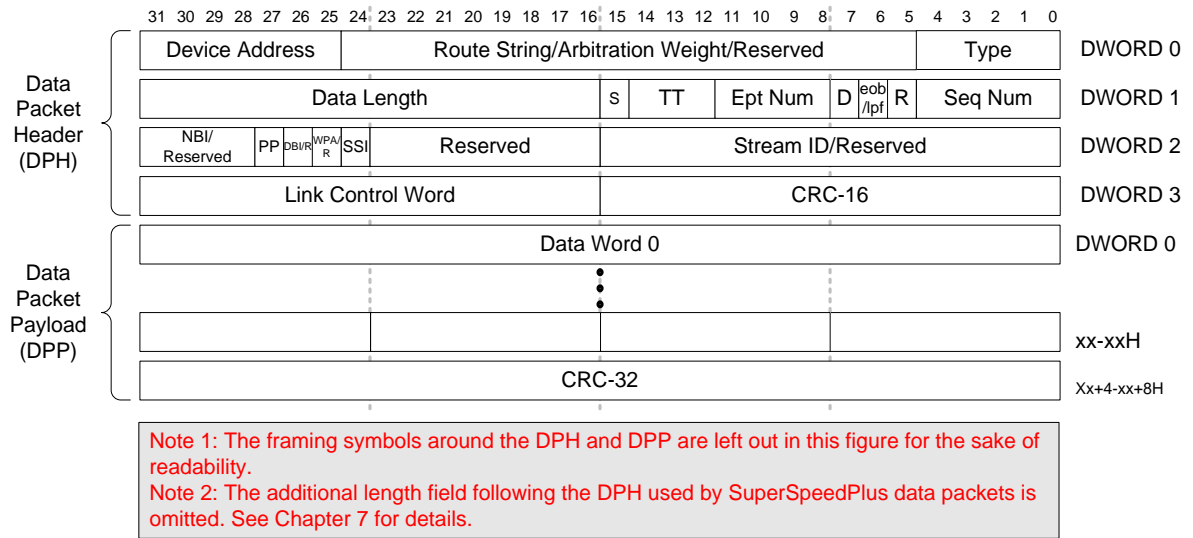 31 30 29 28 27 26 25 24 23 22 21 20 19 18 17 16 15 14 13 12 11 10 9 8 7 6 5 4 3 2 1 0
Device Address Route String/Arbitration Weight/Reserved Type DWORD 0
Data
Packet
Header
(DPH)
Data Length S TT Ept Num D eob/lpf R Seq Num DWORD 1
NBI/
Reserved PP DBI/R WPA/R SSI Reserved Stream ID/Reserved DWORD 2
Link Control Word CRC-16 DWORD 3
Data Word 0 DWORD 0
Data
Packet
Payload
(DPP)
xx-xxH
CRC-32 Xx+4-xx+8H
Note 1: The framing symbols around the DPH and DPP are left out in this figure for the sake of
readability.
Note 2: The additional length field following the DPH used by SuperSpeedPlus data packets is
omitted. See Chapter 7 for details.